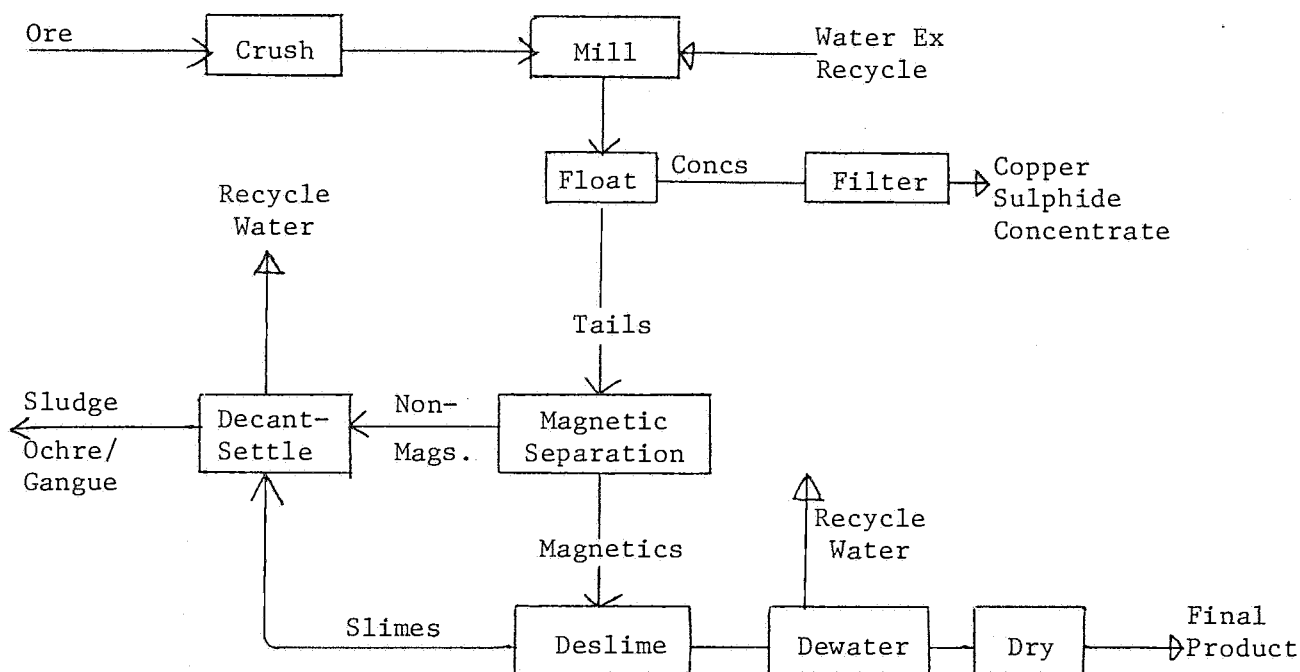 Ore
Crush
Mill
Water Ex
Recycle
Float
Concs
Filter
Copper
Sulphide
Concentrate
Recycle
Water
Tails
Sludge
Ochre/
Gangue
Decant-
Settle
Non-
Mags.
Magnetic
Separation
Magnetics
Recycle
Water
Slimes
Deslime
Dewater
Dry
Final
Product